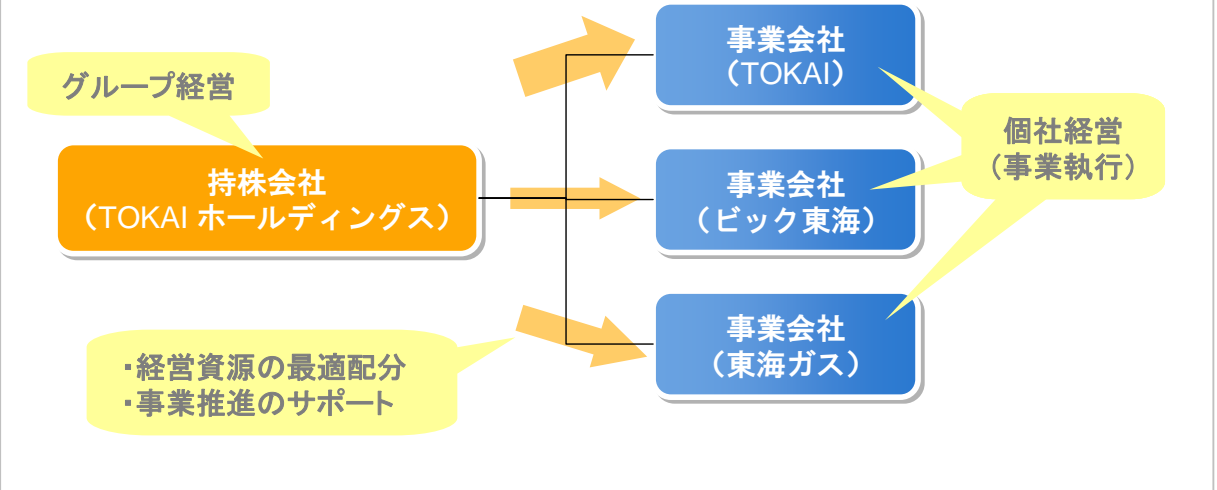 グループ経営
持株会社
（TOKAI ホールディングス）
・経営資源の最適配分
・事業推進のサポート
事業会社
（TOKAI）
事業会社
（ビック東海）
事業会社
（東海ガス）
個社経営
（事業執行）